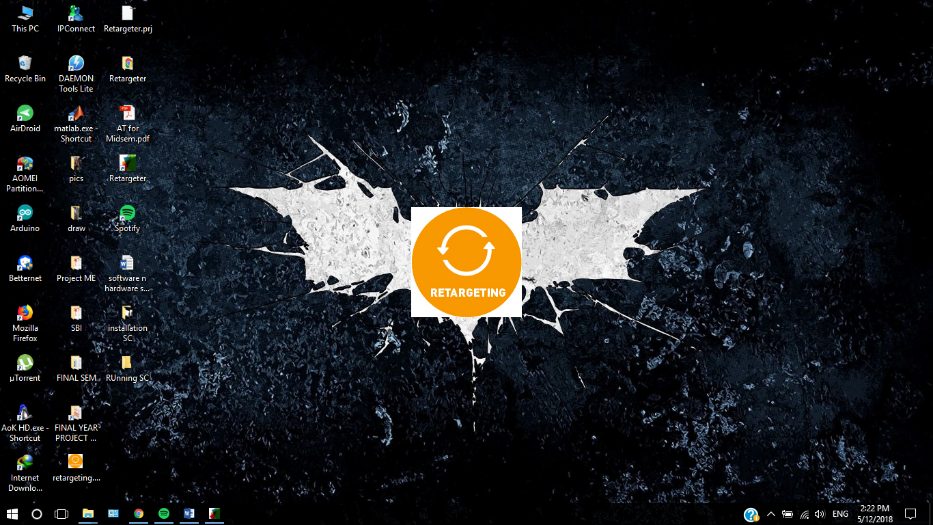 This PC
IPConnect
Retargeter.prj
Recycle Bin
DAEMON
Tools Lite
Retargeter
AirDroid
matlab.exe -
Shortcut
AT for
Midsem.pdf
AOMEI
Partition...
pics
Retargeter
Arduino
draw
Spotify
Betternet
Project ME
software n
hardware s...
Mozilla
Firefox
SBI
installation
SC
µTorrent
FINAL SEM
RUnning SC
AoK HD.exe -
Shortcut
FINAL YEAR
PROJECT ...
Internet
Downlo...
retargeting....
RETARGETING
ENG
2:22 PM
5/12/2018